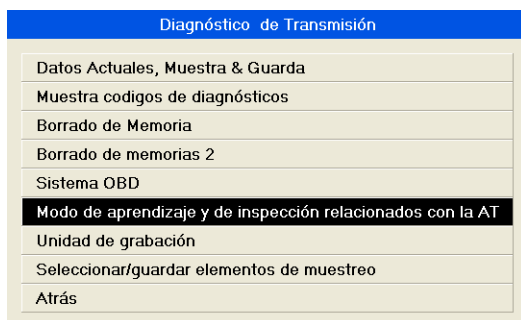 Diagnóstico de Transmisión
Datos Actuales, Muestra & Guarda
Muestra codigos de diagnósticos
Borrado de Memoria
Borrado de memorias 2
Sistema OBD
Modo de aprendizaje y de inspección relacionados con la AT
Unidad de grabación
Seleccionar/guardar elementos de muestreo
Atrás